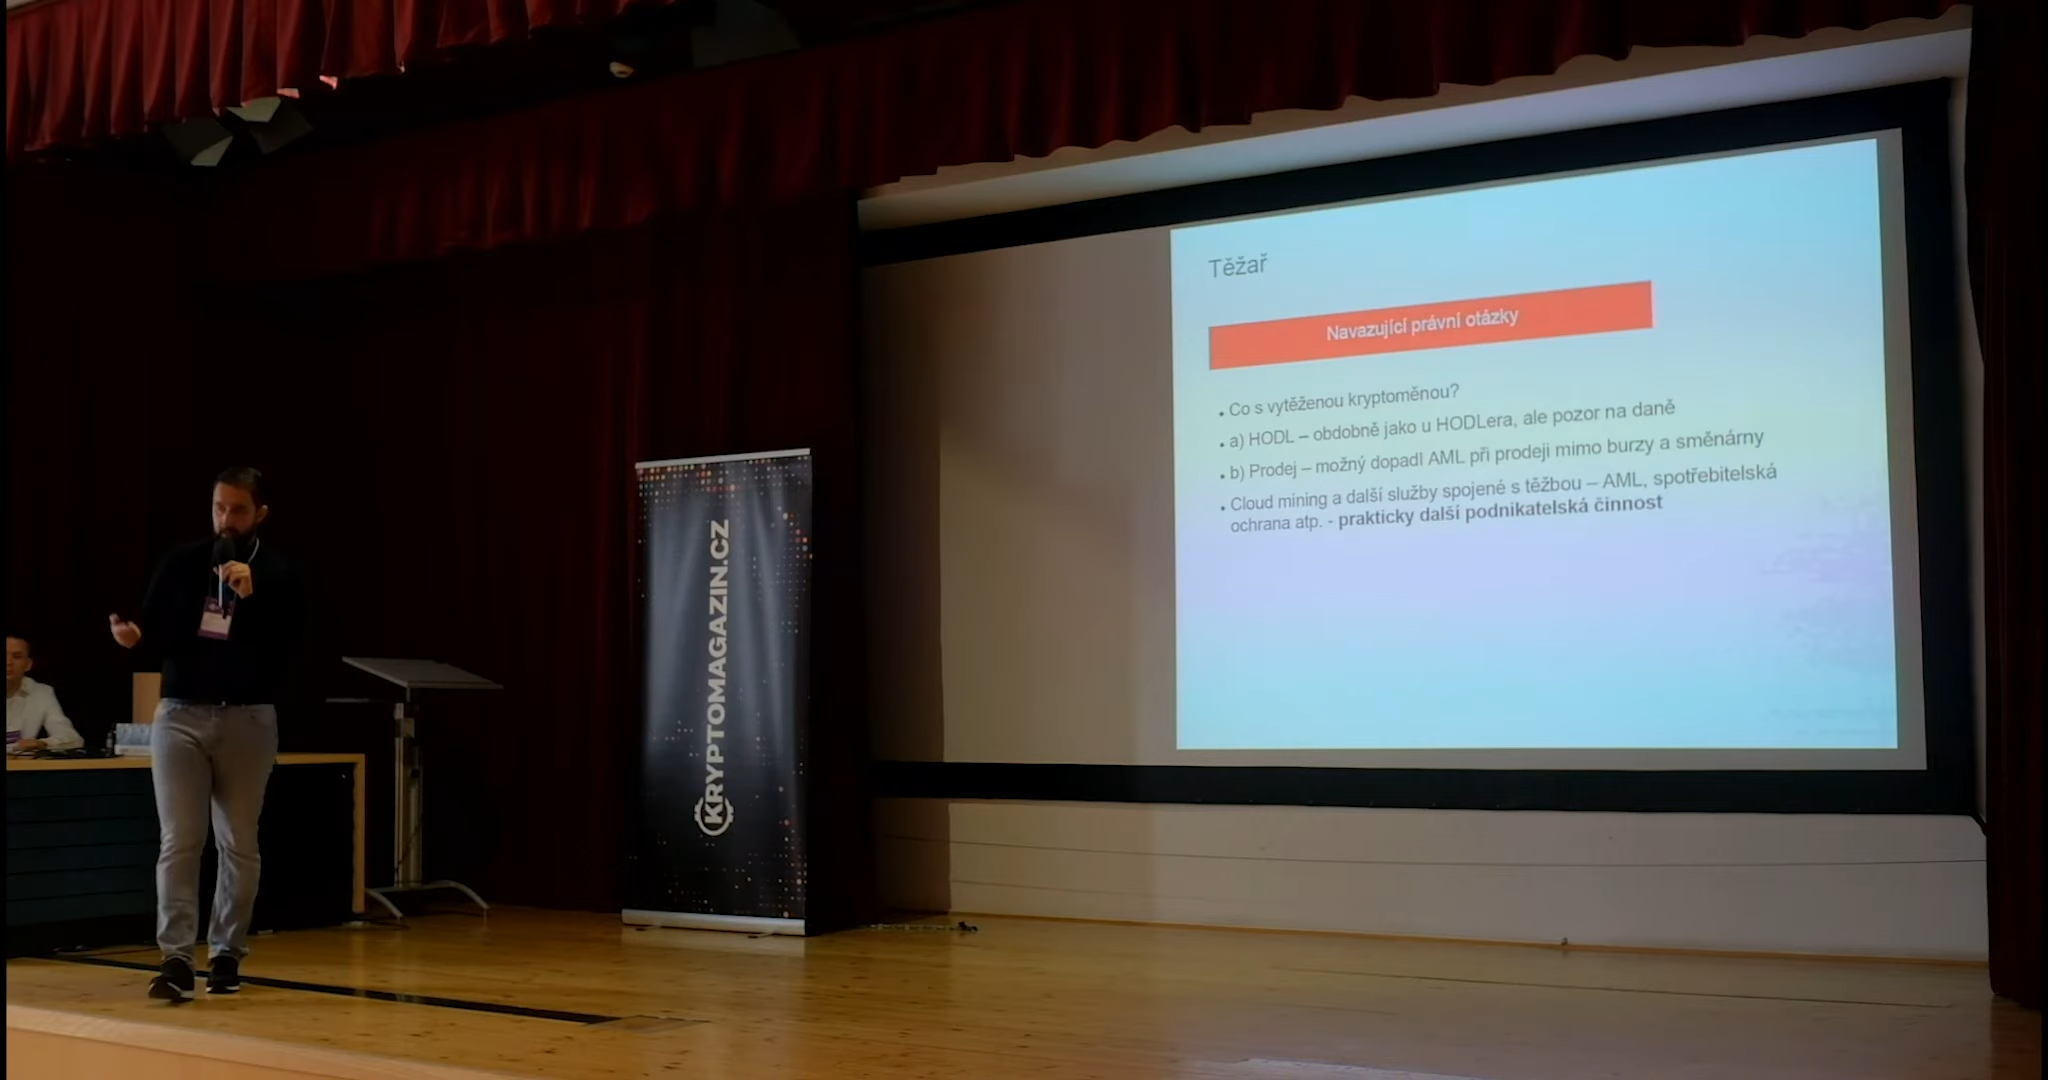 Těžař
Navazující právní otázky
• Co s vytěženou kryptoměnou?
• a) HODL – obdobně jako u HODLera, ale pozor na daně
• b) Prodej – možný dopadl AML při prodeji mimo burzy a směnárny
• Cloud mining a další služby spojené s těžbou – AML, spotřebitelská
ochrana atp. - prakticky další podnikatelská činnost
KRYPTOMAGAZIN.CZ